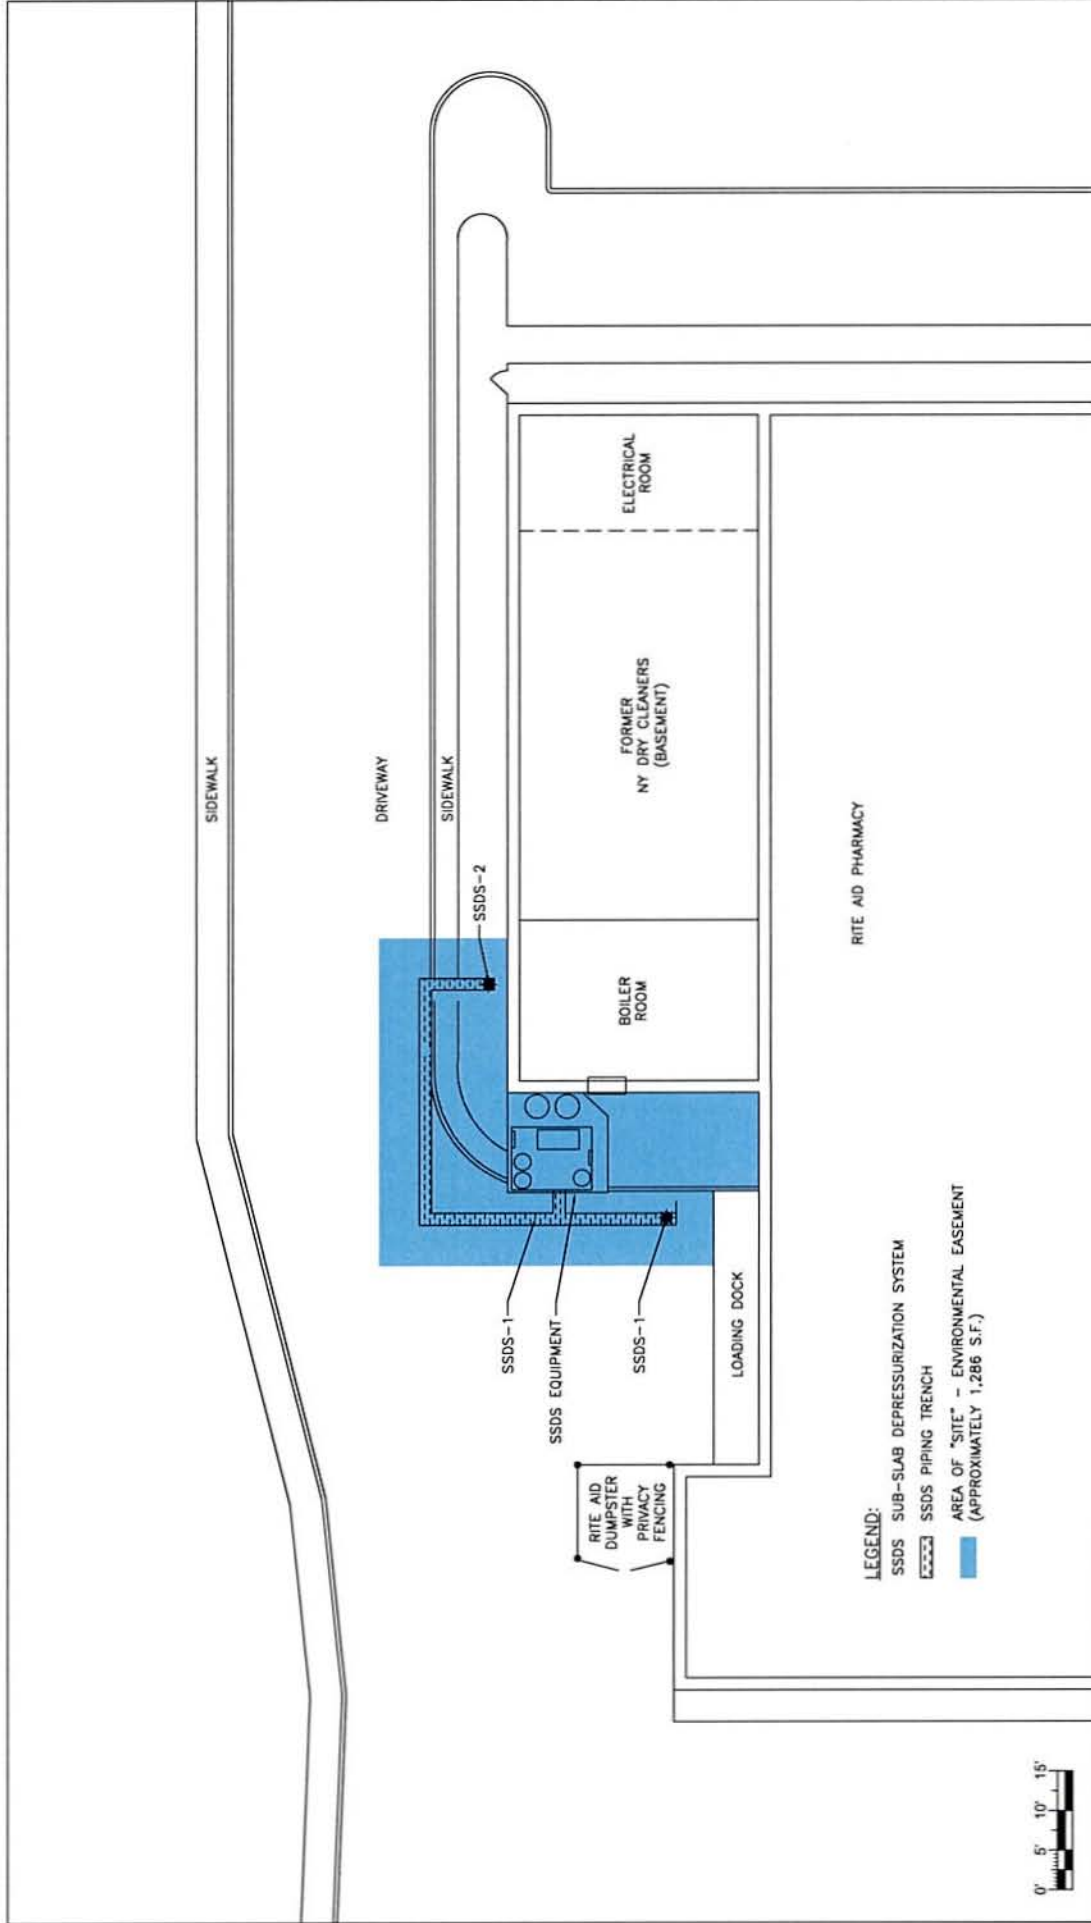 SIDEWALK
DRIVEWAY
SIDEWALK
SSDS-2
SSDS-1
SSDS EQUIPMENT
SSDS-1
RITE AID
DUMPSTER
WITH
PRIVACY
FENCING
LOADING DOCK
BOILER
ROOM
FORMER
NY DRY CLEANERS
(BASEMENT)
ELECTRICAL
ROOM
RITE AID PHARMACY
LEGEND:
SSDS SUB-SLAB DEPRESSURIZATION SYSTEM
SSDS PIPING TRENCH
AREA OF "SITE" - ENVIRONMENTAL EASEMENT
(APPROXIMATELY 1,286 S.F.)
0' 5' 10' 15'